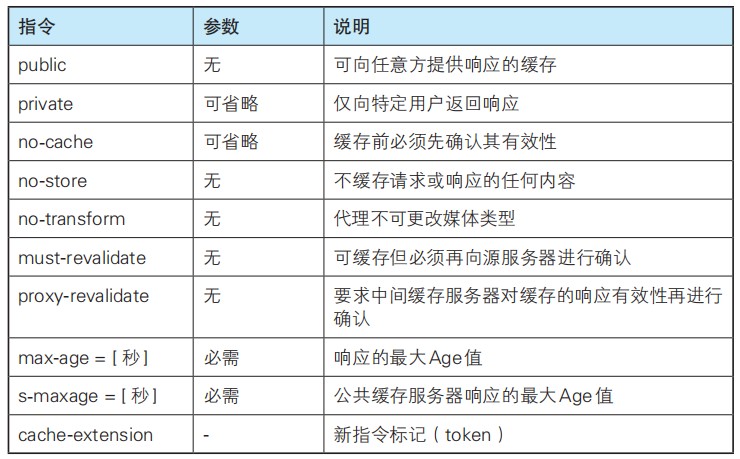 指令 参数 说明
public 无 可向任意方提供响应的缓存
private 可省略 仅向特定用户返回响应
no-cache 可省略 缓存前必须先确认其有效性
no-store 无 不缓存请求或响应的任何内容
no-transform 无 代理不可更改媒体类型
must-revalidate 无 可缓存但必须再向源服务器进行确认
proxy-revalidate 无 要求中间缓存服务器对缓存的响应有效性再进行
确认
max-age = [ 秒] 必需 响应的最大Age值
s-maxage = [ 秒] 必需 公共缓存服务器响应的最大Age值
cache-extension - 新指令标记（token）